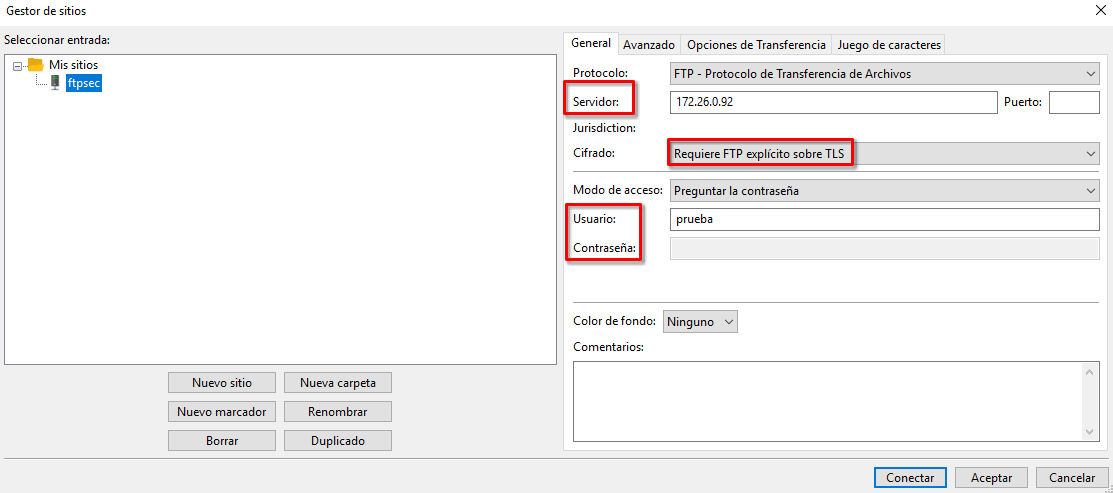 Gestor de sitios
Seleccionar entrada:
Mis sitios
ftpsec
Nuevo sitio
Nueva carpeta
Nuevo marcador
Renombrar
Borrar
Duplicado
General
Avanzado
Opciones de Transferencia
Juego de caracteres
Protocolo:
FTP - Protocolo de Transferencia de Archivos
Servidor:
172.26.0.92
Puerto:
Jurisdiction:
Cifrado:
Requiere FTP explícito sobre TLS
Modo de acceso:
Preguntar la contraseña
Usuario:
prueba
Contraseña:
Color de fondo:
Ninguno
Comentarios:
Conectar
Aceptar
Cancelar